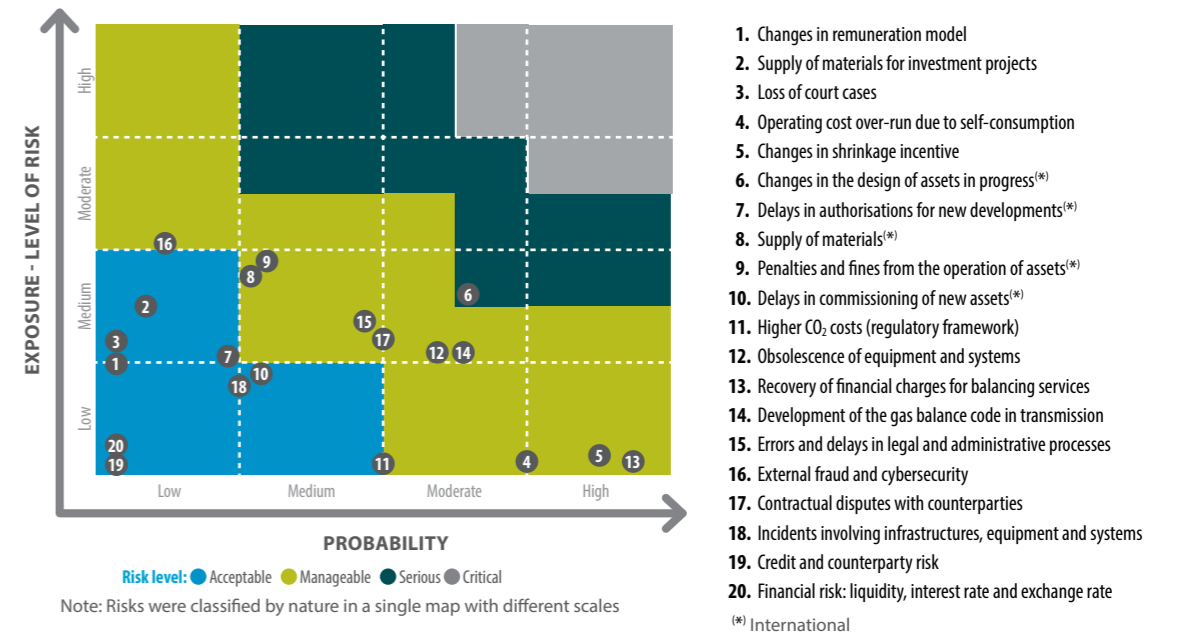 EXPOSURE - LEVEL OF RISK
High
Moderate
Medium
Low
16
9
8
2
6
15
3
17
7
12
14
1
10
18
20
5
19
11
4
13
Low
Medium
Moderate
High
PROBABILITY
Risk level: Acceptable Manageable Serious Critical
Note: Risks were classified by nature in a single map with different scales
1. Changes in remuneration model
2. Supply of materials for investment projects
3. Loss of court cases
4. Operating cost over-run due to self-consumption
5. Changes in shrinkage incentive
6. Changes in the design of assets in progress(*)
7. Delays in authorisations for new developments(*)
8. Supply of materials(*)
9. Penalties and fines from the operation of assets(*)
10. Delays in commissioning of new assets(*)
11. Higher CO₂ costs (regulatory framework)
12. Obsolescence of equipment and systems
13. Recovery of financial charges for balancing services
14. Development of the gas balance code in transmission
15. Errors and delays in legal and administrative processes
16. External fraud and cybersecurity
17. Contractual disputes with counterparties
18. Incidents involving infrastructures, equipment and systems
19. Credit and counterparty risk
20. Financial risk: liquidity, interest rate and exchange rate
(*) International